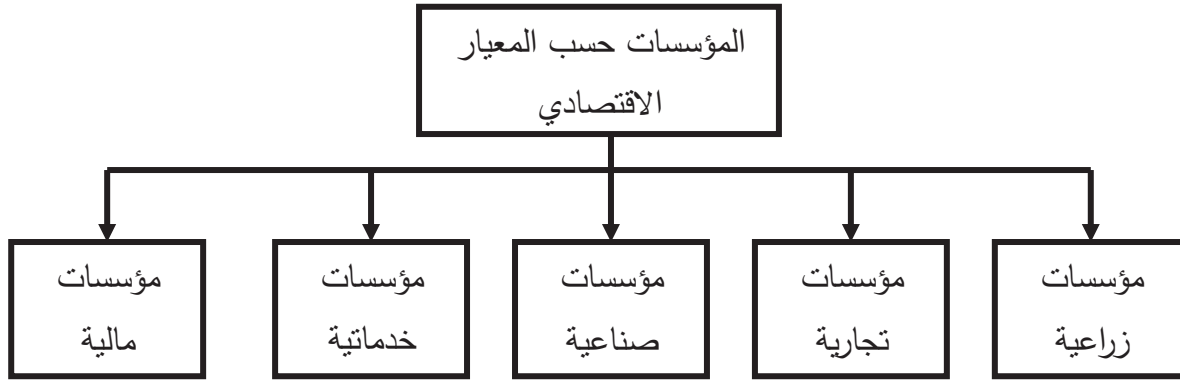 المؤسسات حسب المعيار
الاقتصادي
مؤسسات
زراعية
مؤسسات
تجارية
مؤسسات
صناعية
مؤسسات
خدماتية
مؤسسات
مالية